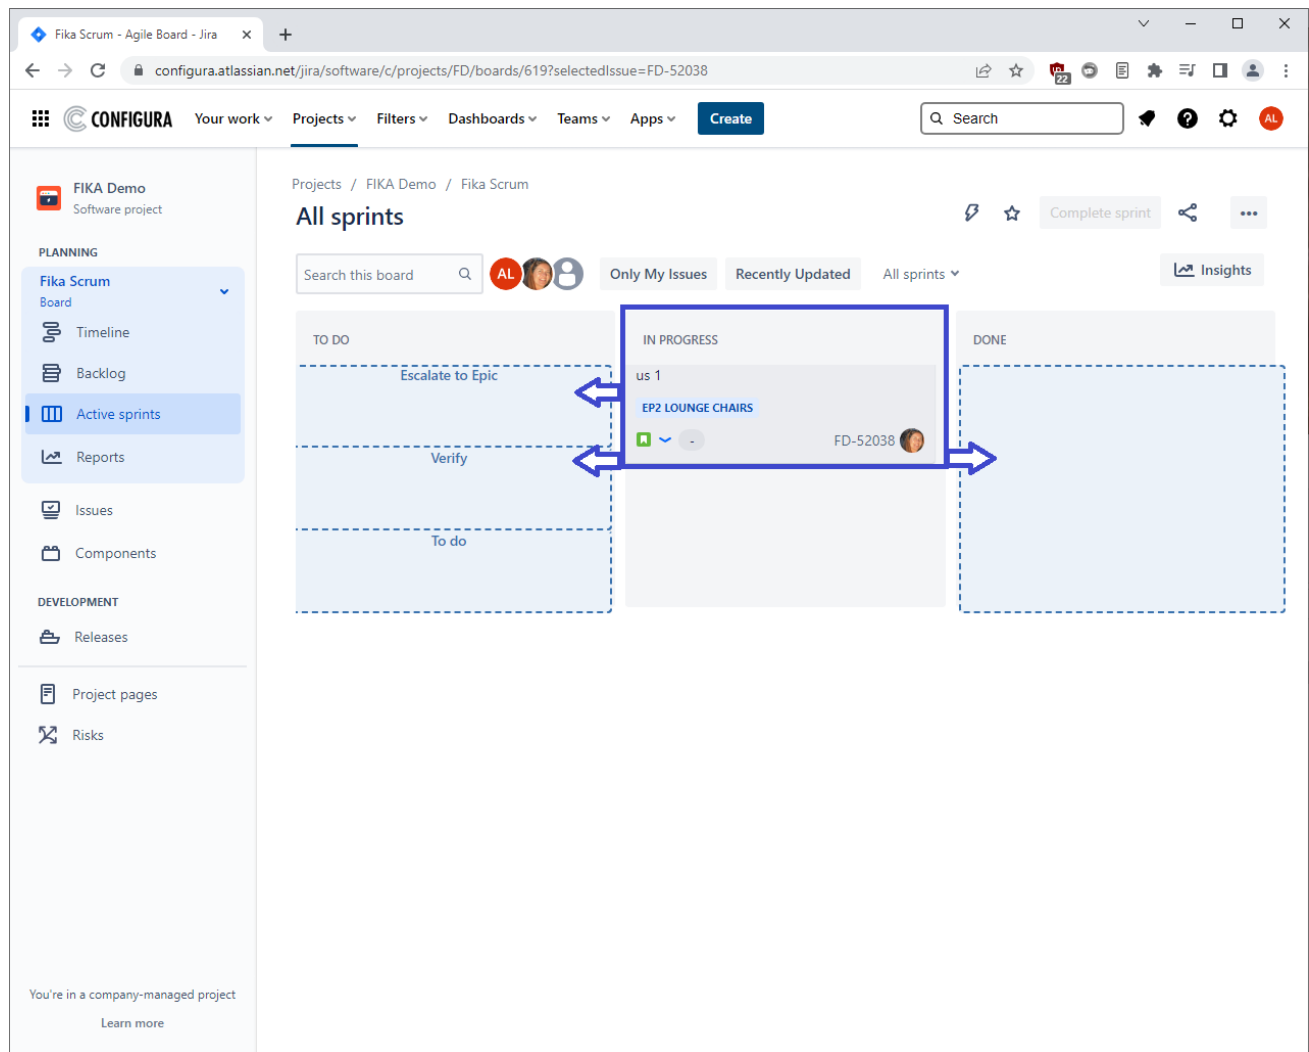 Fika Scrum - Agile Board - Jira
configura.atlassian.net/jira/software/c/projects/FD/boards/619?selectedIssue=FD-52038
22
CONFIGURA Your work Projects Filters Dashboards Teams Apps Create Search AL
FIKA Demo
Software project
PLANNING
Fika Scrum
Board
Timeline
Backlog
Active sprints
Reports
Issues
Components
DEVELOPMENT
Releases
Project pages
Risks
You're in a company-managed project
Learn more
Projects / FIKA Demo / Fika Scrum
All sprints
Complete sprint
Search this board AL Only My Issues Recently Updated All sprints Insights
TO DO
Escalate to Epic
Verify
To do
IN PROGRESS
us 1
EP2 LOUNGE CHAIRS
- FD-52038
DONE